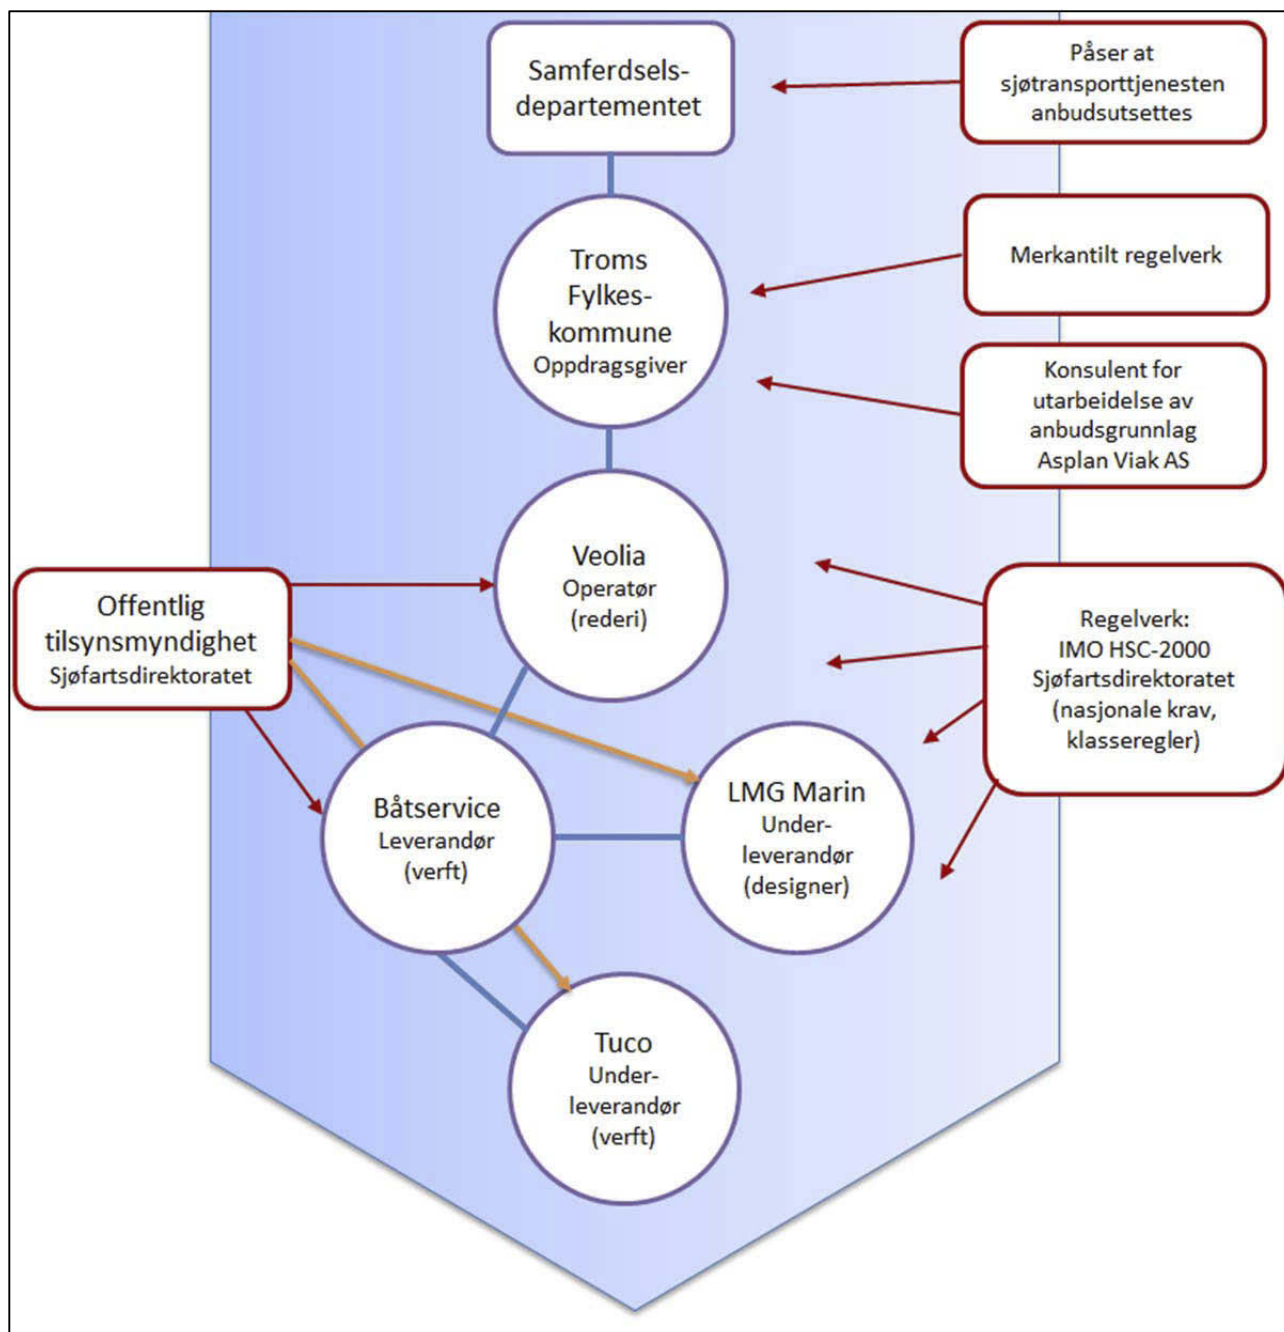 Samferdsels-
departementet
Påser at
sjøtransporttjenesten
anbudsutsettes
Troms
Fylkes-
kommune
Oppdragsgiver
Merkantilt regelverk
Konsulent for
utarbeidelse av
anbudsgrunnlag
Asplan Viak AS
Veolia
Operatør
(rederi)
Offentlig
tilsynsmyndighet
Sjøfartsdirektoratet
Regelverk:
IMO HSC-2000
Sjøfartsdirektoratet
(nasjonale krav,
klasseregler)
Båtservice
Leverandør
(verft)
LMG Marin
Under-
leverandør
(designer)
Tuco
Under-
leverandør
(verft)